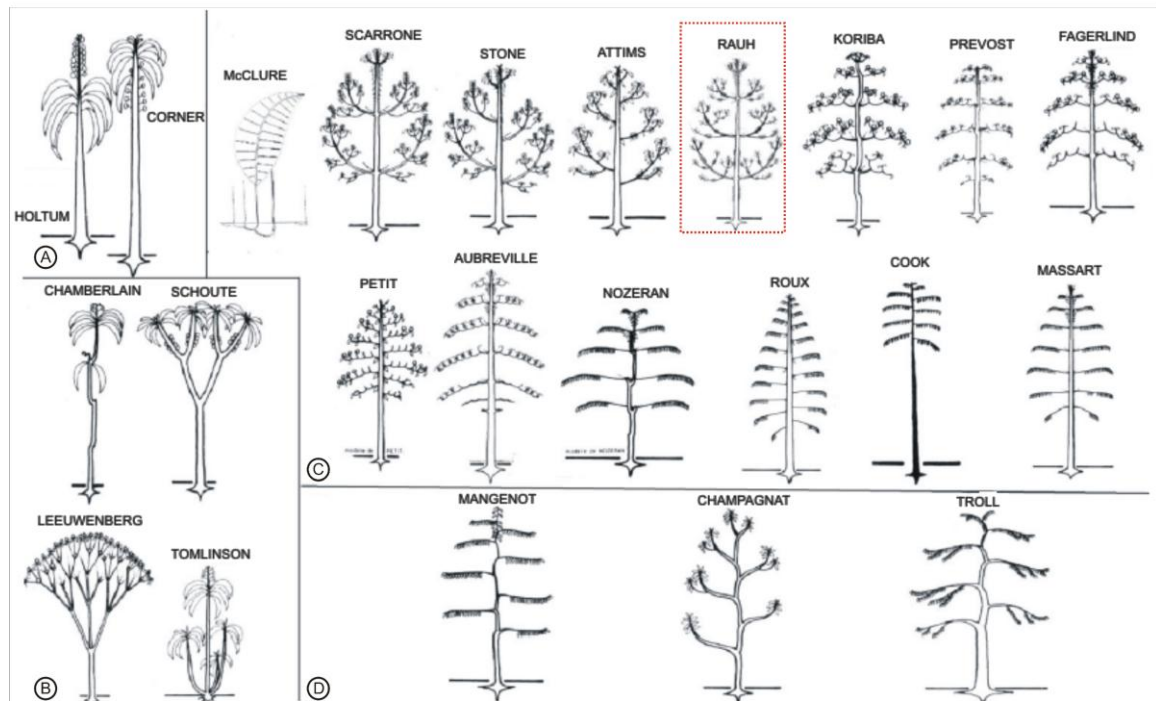 HOLTUM
CORNER
A
McCLURE
SCARRONE
STONE
ATTIMS
RAUH
KORIBA
PREVOST
FAGERLIND
PETIT
AUBREVILLE
NOZERAN
ROUX
COOK
MASSART
C
CHAMBERLAIN
SCHOUTE
LEEUWENBERG
TOMLINSON
B
MANGENOT
CHAMPAGNAT
TROLL
D